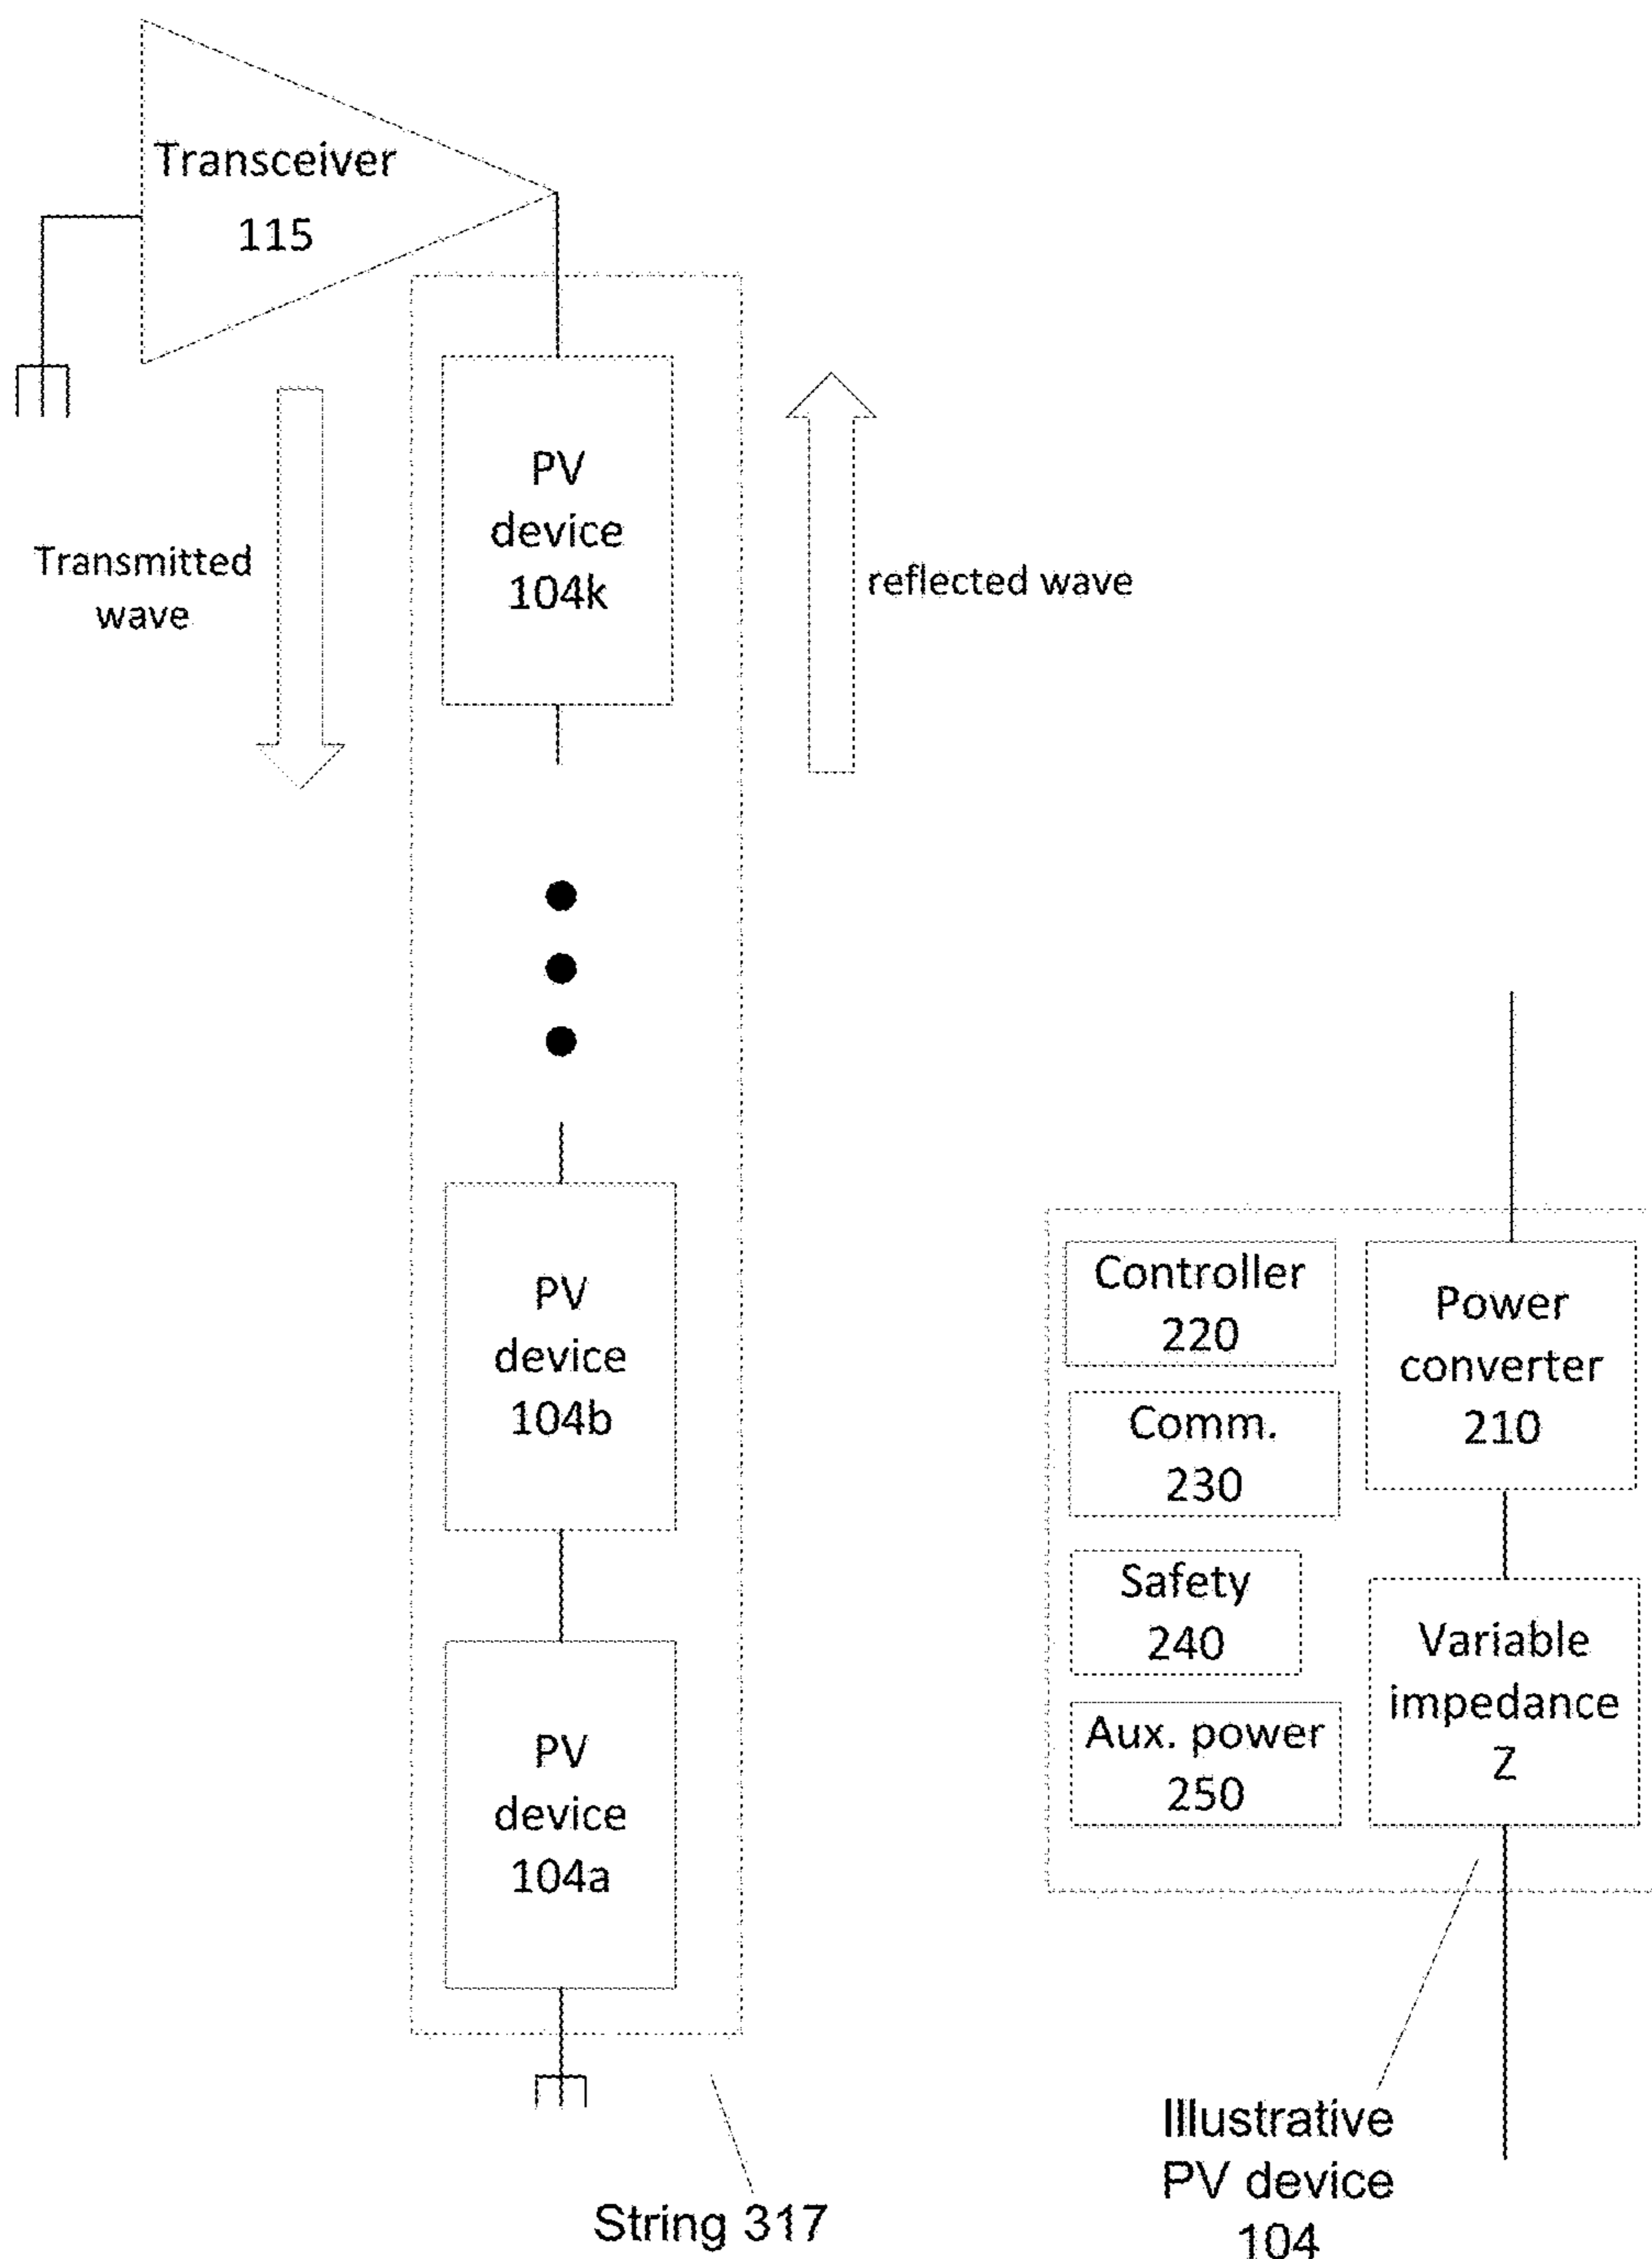 Transceiver
115
PV
device
104k
Transmitted
wave
reflected wave
PV
device
104b
PV
device
104a
String 317
Controller
220
Comm.
230
Safety
240
Aux. power
250
Power
converter
210
Variable
impedance
Z
Illustrative
PV device
104